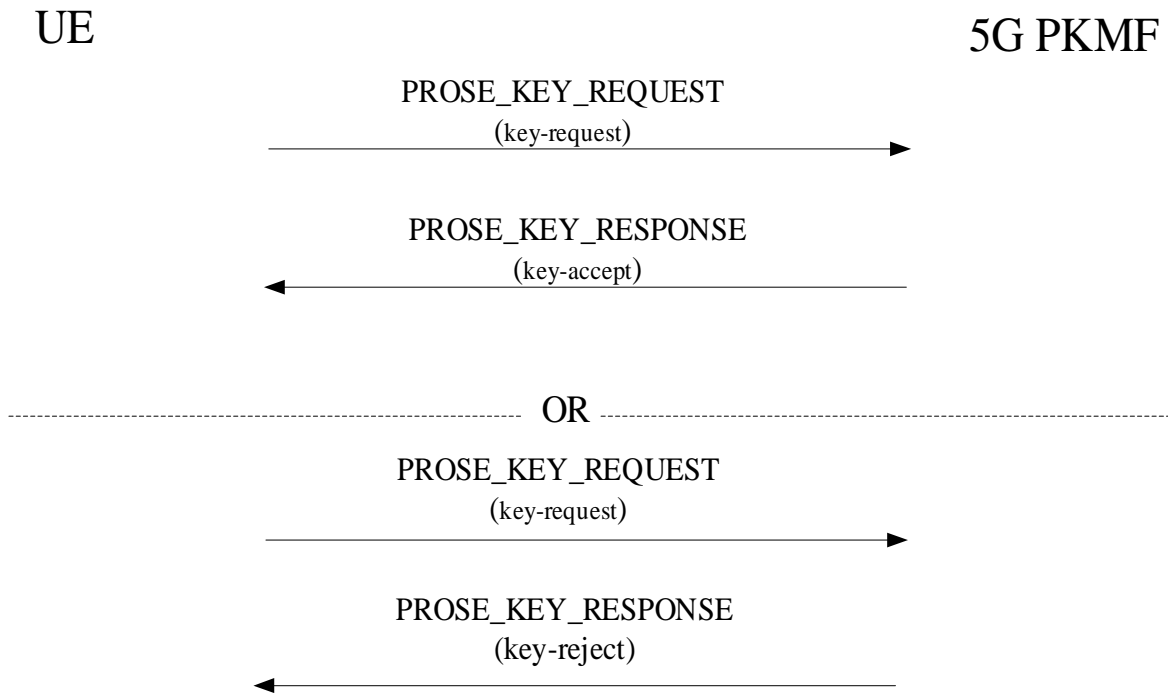 UE
5G PKMF
PROSE_KEY_REQUEST
(key-request)
PROSE_KEY_RESPONSE
(key-accept)
OR
PROSE_KEY_REQUEST
(key-request)
PROSE_KEY_RESPONSE
(key-reject)